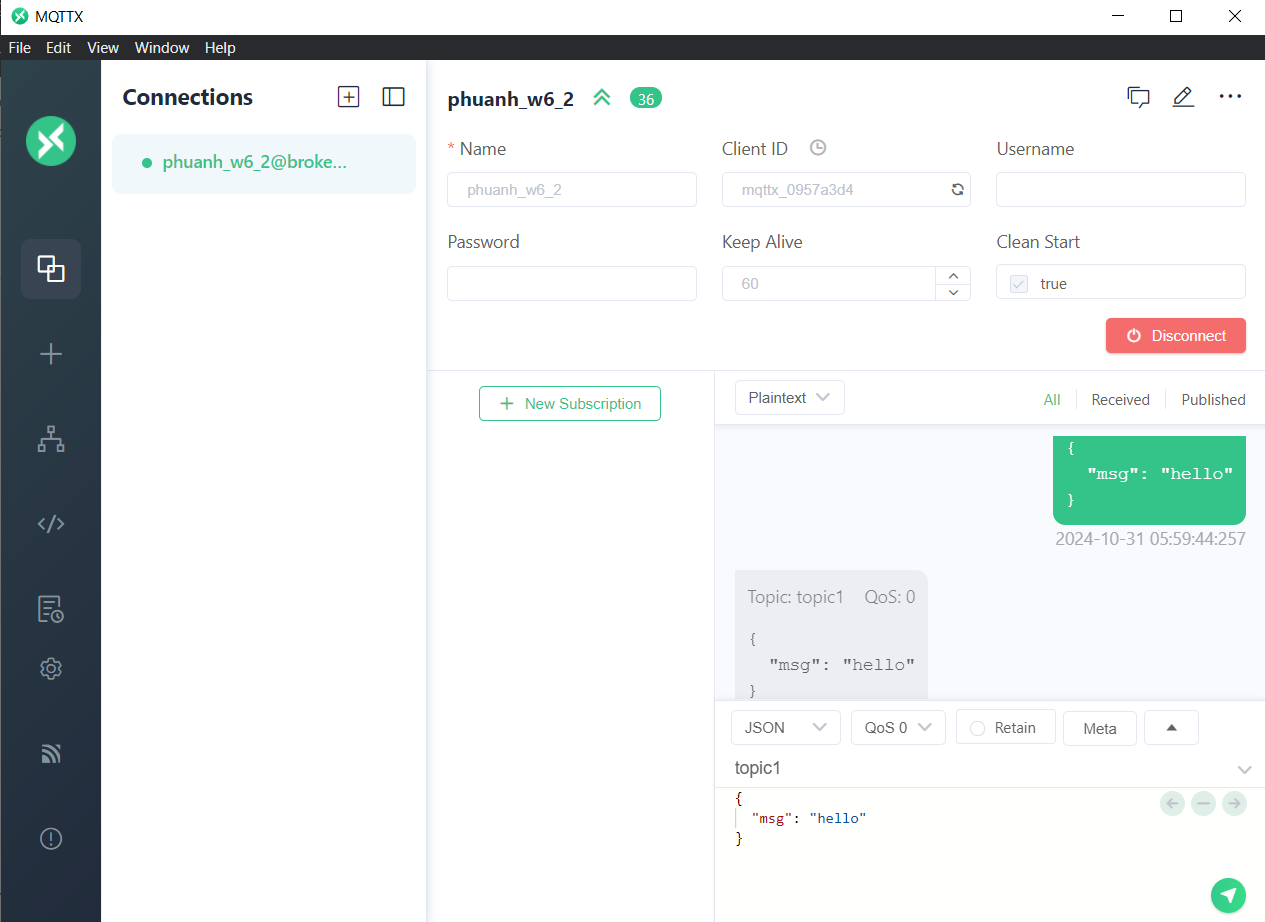 MQTTX
File Edit View Window Help
Connections
phuanh_w6_2@broke...
phuanh_w6_2 36
* Name Client ID Username
phuanh_w6_2 mqttx_0957a3d4
Password Keep Alive Clean Start
60 true
Disconnect
+ New Subscription
Plaintext All Received Published
{
"msg": "hello"
}
2024-10-31 05:59:44:257
Topic: topic1 QoS: 0
{
"msg": "hello"
}
JSON QoS 0 Retain Meta
topic1
{
"msg": "hello"
}